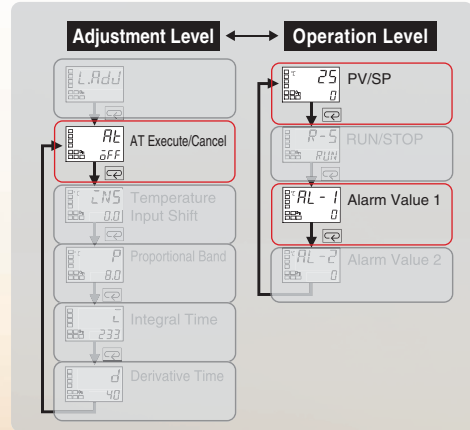 Adjustment Level
Operation Level
L.AdJ
At
oFF
AT Execute/Cancel
INS
0.0
Temperature
Input Shift
P
8.0
Proportional Band
i
233
Integral Time
d
40
Derivative Time
25
0
PV/SP
R-S
RUN
RUN/STOP
AL-1
0
Alarm Value 1
AL-2
0
Alarm Value 2